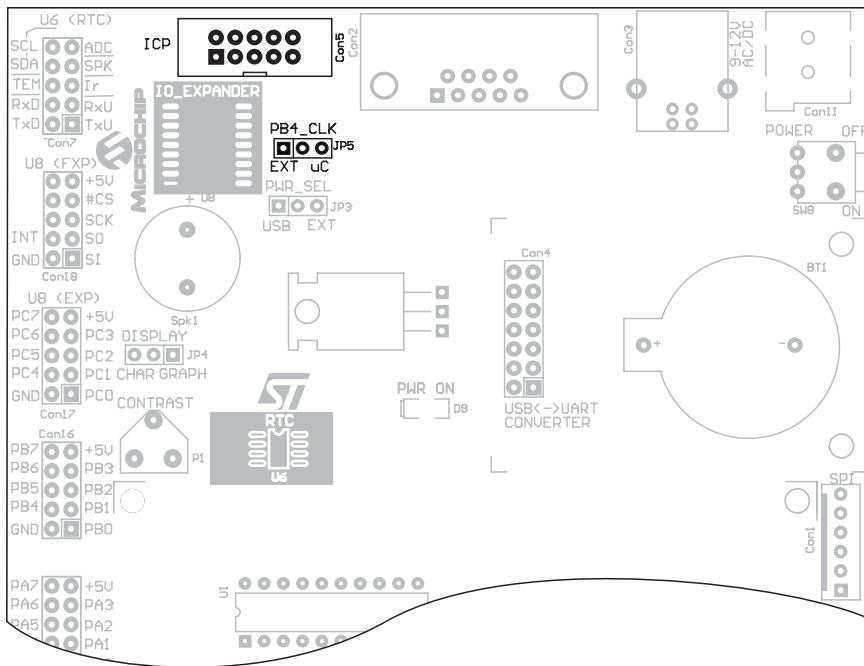 U6 (RTC)
SCL ADC
SDA SPK
TEM Ir
RxD RxU
TxD TxU
Con7
ICP
Con5
Con2
Con3
9-12V
AC/DC
Con11
POWER OFF
ON
SW8
IO_EXPANDER
U8
MICROCHIP
PB4_CLK
JP5
EXT uC
PWR_SEL
JP3
USB EXT
U8 (FXP)
+5V
#CS
SCK
INT SO
GND SI
Con18
+
Spk1
Con4
USB<->UART
CONVERTER
BT1
+ -
U8 (EXP)
PC7 +5V
PC6 PC3
PC5 PC2
PC4 PC1
GND PC0
Con17
DISPLAY
JP4
CHAR GRAPH
CONTRAST
P1
ST
RTC
U6
PWR ON
D8
Con16
PB7 +5V
PB6 PB3
PB5 PB2
PB4 PB1
GND PB0
SPI
Con1
PA7 +5V
PA6 PA3
PA5 PA2
PA1
U1